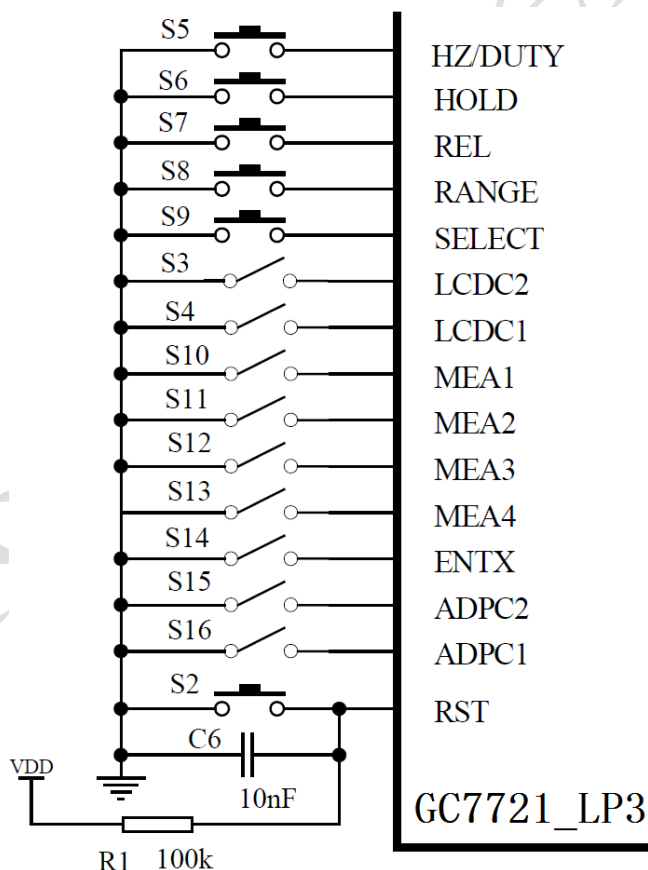 S5 HZ/DUTY
S6 HOLD
S7 REL
S8 RANGE
S9 SELECT
S3 LCDC2
S4 LCDC1
S10 MEA1
S11 MEA2
S12 MEA3
S13 MEA4
S14 ENTX
S15 ADPC2
S16 ADPC1
S2 RST
C6
VDD
10nF
GC7721_LP3
R1 100k